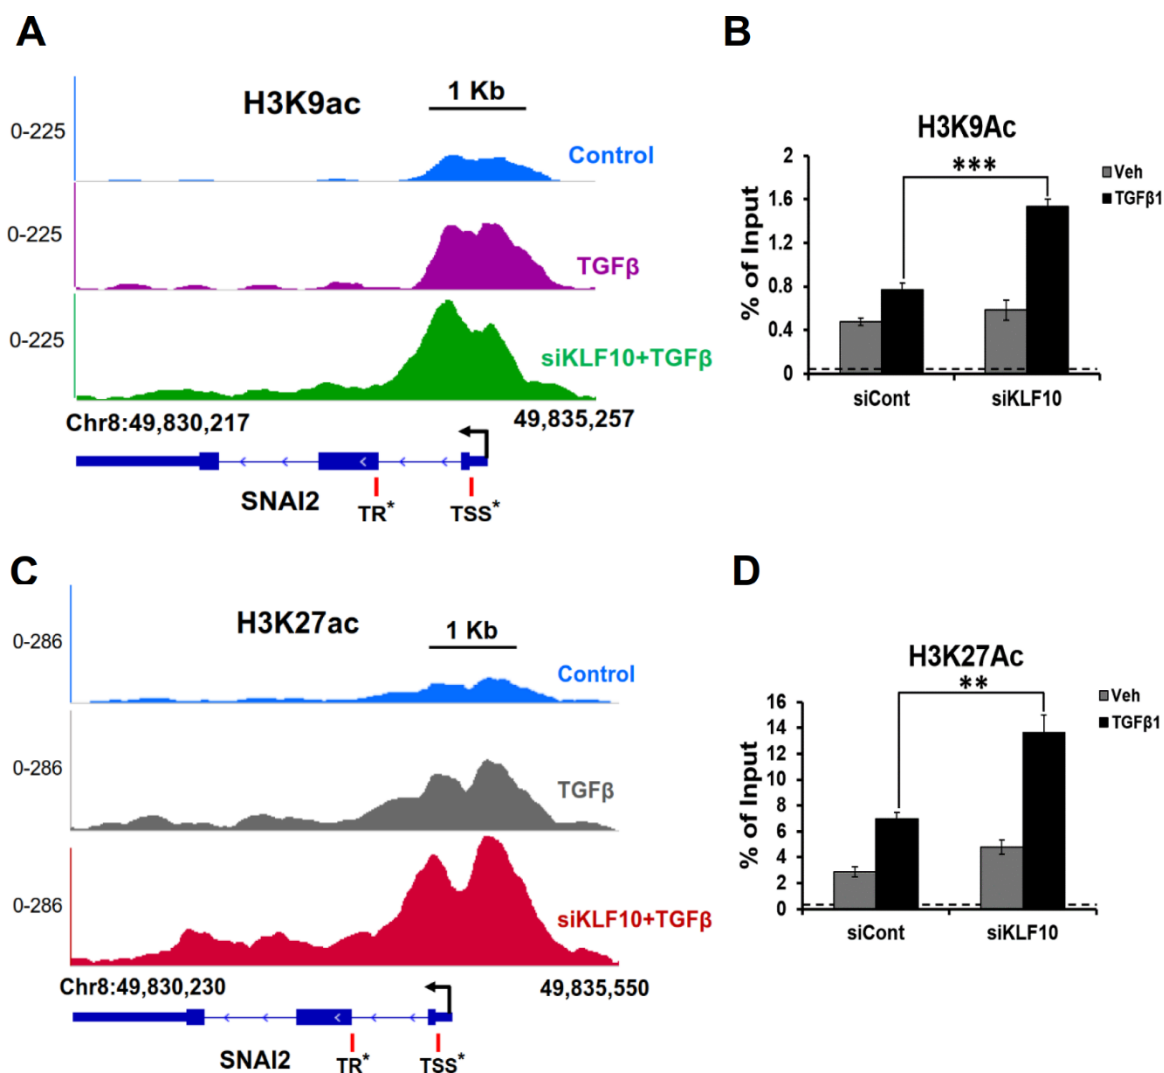 A
H3K9ac
1 Kb
0-225
Control
0-225
TGFβ
0-225
siKLF10+TGFβ
Chr8:49,830,217
49,835,257
SNAI2
TR*
TSS*
B
H3K9Ac
2
1.6
1.2
0.8
0.4
0
% of Input
***
Veh
TGFβ1
siCont
siKLF10
C
H3K27ac
1 Kb
0-286
Control
0-286
TGFβ
0-286
siKLF10+TGFβ
Chr8:49,830,230
49,835,550
SNAI2
TR*
TSS*
D
H3K27Ac
16
14
12
10
8
6
4
2
0
% of Input
**
Veh
TGFβ1
siCont
siKLF10